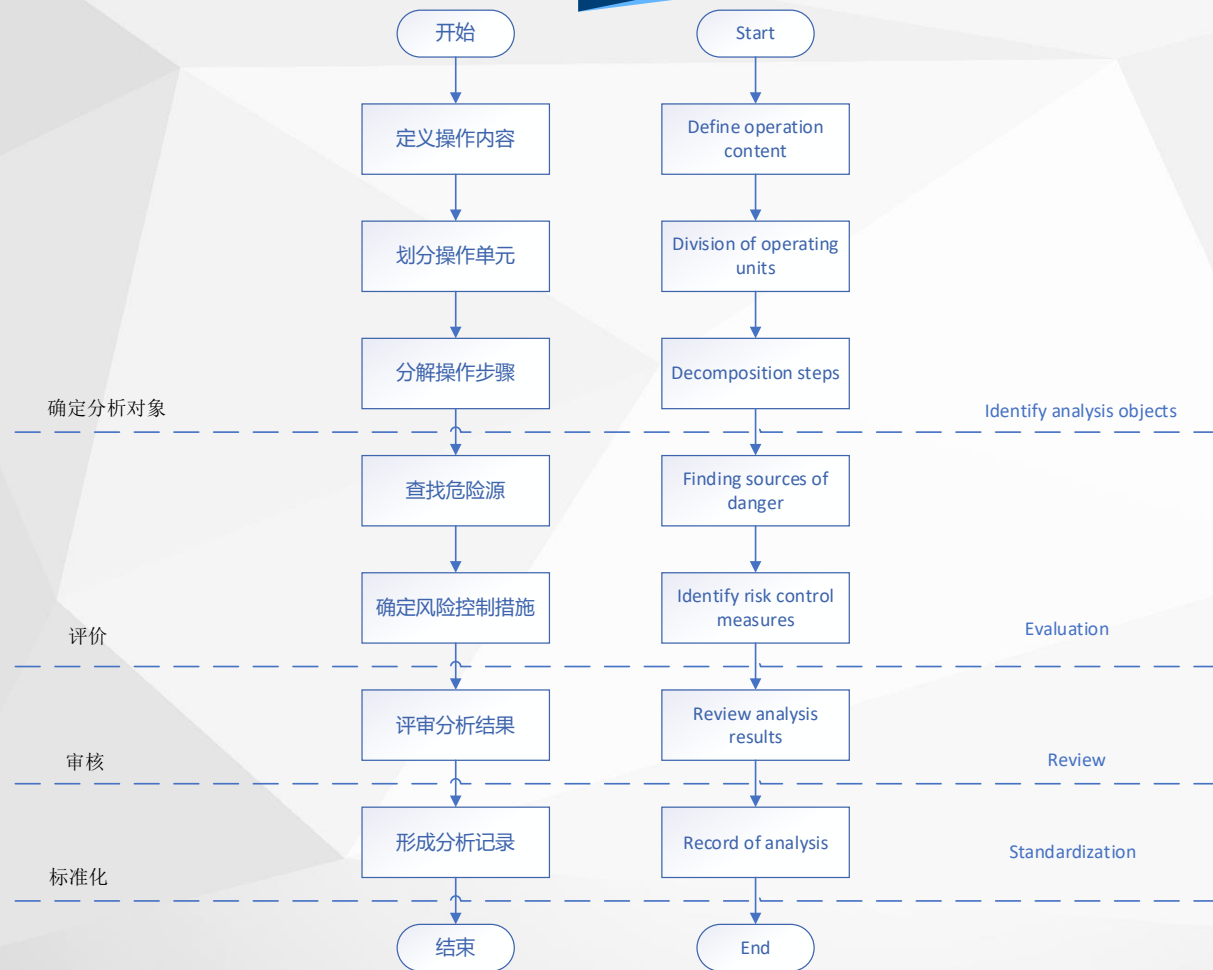 开始
Start
定义操作内容
Define operation
content
划分操作单元
Division of operating
units
分解操作步骤
Decomposition steps
确定分析对象
Identify analysis objects
查找危险源
Finding sources of
danger
确定风险控制措施
Identify risk control
measures
评价
Evaluation
评审分析结果
Review analysis
results
审核
Review
形成分析记录
Record of analysis
标准化
Standardization
结束
End